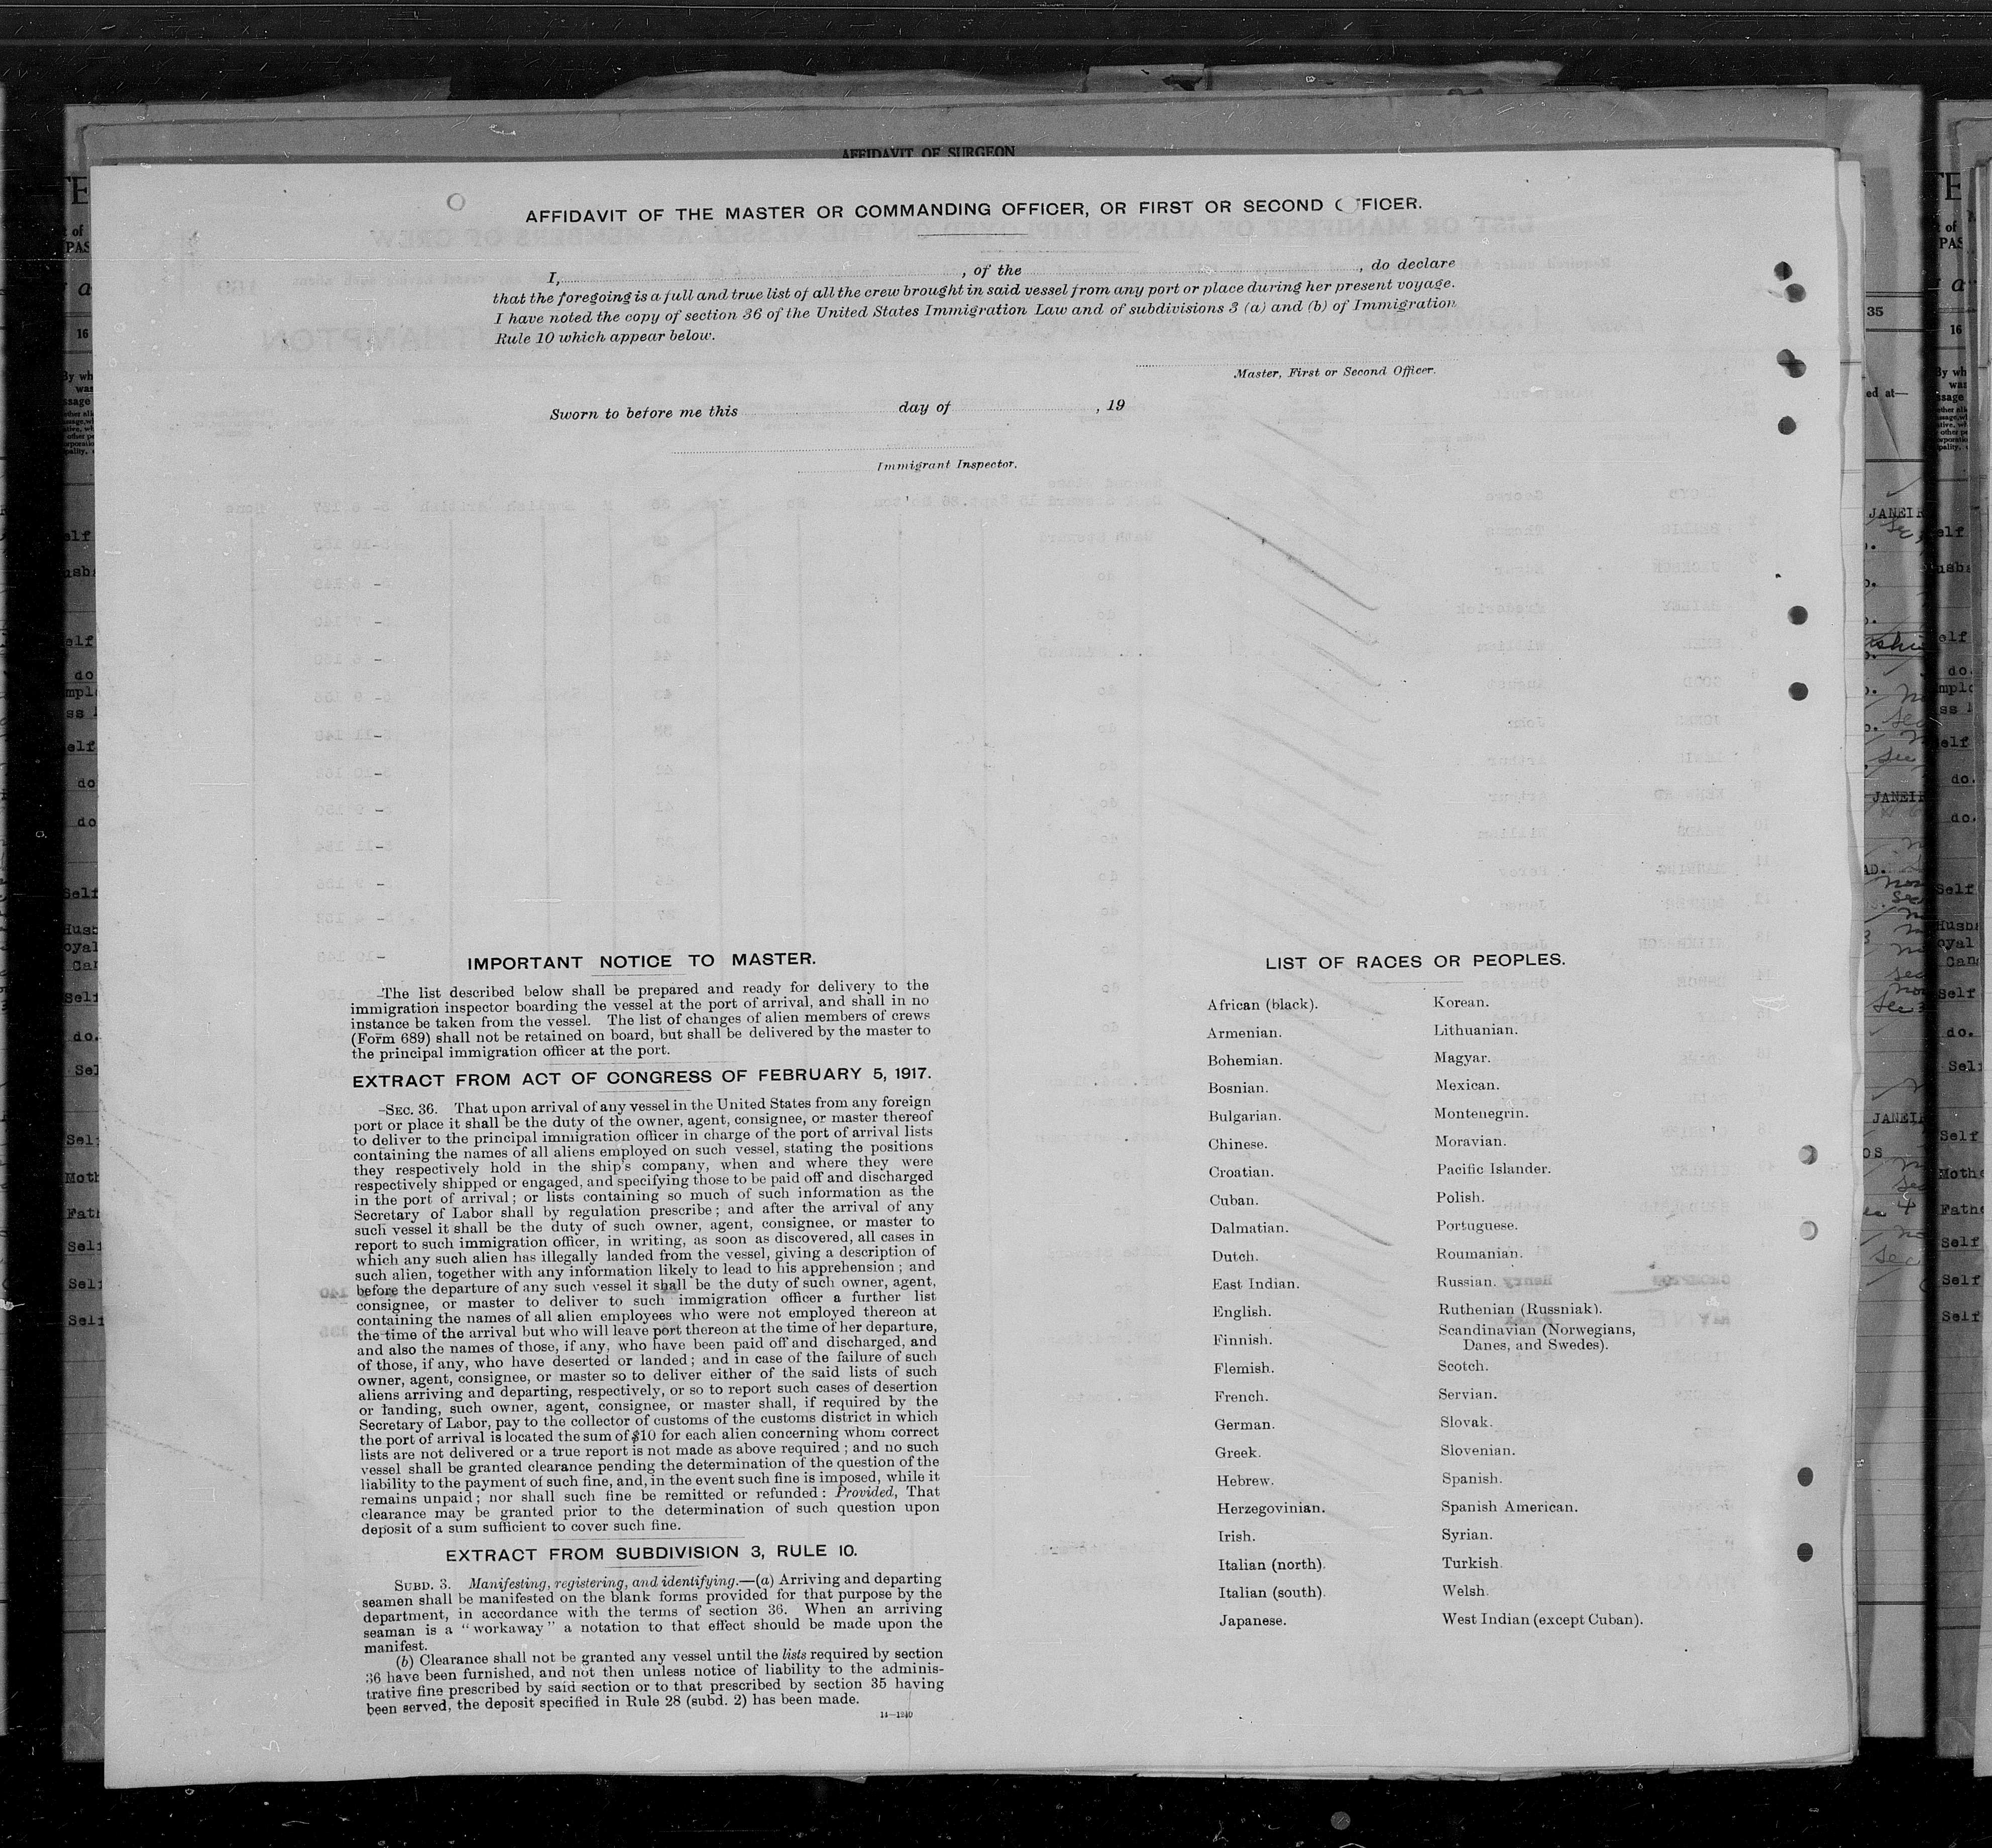 AFFIDAVIT OF SURGEON
AFFIDAVIT OF THE MASTER OR COMMANDING OFFICER, OR FIRST OR SECOND OFFICER.
I, , of the , do declare
that the foregoing is a full and true list of all the crew brought in said vessel from any port or place during her present voyage.
I have noted the copy of section 36 of the United States Immigration Law and of subdivisions 3 (a) and (b) of Immigration
Rule 10 which appear below.
Master, First or Second Officer.
Sworn to before me this day of , 19
Immigrant Inspector.
IMPORTANT NOTICE TO MASTER.
The list described below shall be prepared and ready for delivery to the
immigration inspector boarding the vessel at the port of arrival, and shall in no
instance be taken from the vessel. The list of changes of alien members of crews
(Form 689) shall not be retained on board, but shall be delivered by the master to
the principal immigration officer at the port.
EXTRACT FROM ACT OF CONGRESS OF FEBRUARY 5, 1917.
SEC. 36. That upon arrival of any vessel in the United States from any foreign
port or place it shall be the duty of the owner, agent, consignee, or master thereof
to deliver to the principal immigration officer in charge of the port of arrival lists
containing the names of all aliens employed on such vessel, stating the positions
they respectively hold in the ship's company, when and where they were
respectively shipped or engaged, and specifying those to be paid off and discharged
in the port of arrival; or lists containing so much of such information as the
Secretary of Labor shall by regulation prescribe; and after the arrival of any
such vessel it shall be the duty of such owner, agent, consignee, or master to
report to such immigration officer, in writing, as soon as discovered, all cases in
which any such alien has illegally landed from the vessel, giving a description of
such alien, together with any information likely to lead to his apprehension; and
before the departure of any such vessel it shall be the duty of such owner, agent,
consignee, or master to deliver to such immigration officer a further list
containing the names of all alien employees who were not employed thereon at
the time of the arrival but who will leave port thereon at the time of her departure,
and also the names of those, if any, who have been paid off and discharged, and
of those, if any, who have deserted or landed; and in case of the failure of such
owner, agent, consignee, or master so to deliver either of the said lists of such
aliens arriving and departing, respectively, or so to report such cases of desertion
or landing, such owner, agent, consignee, or master shall, if required by the
Secretary of Labor, pay to the collector of customs of the customs district in which
the port of arrival is located the sum of $10 for each alien concerning whom correct
lists are not delivered or a true report is not made as above required; and no such
vessel shall be granted clearance pending the determination of the question of the
liability to the payment of such fine, and, in the event such fine is imposed, while it
remains unpaid; nor shall such fine be remitted or refunded: Provided, That
clearance may be granted prior to the determination of such question upon
deposit of a sum sufficient to cover such fine.
EXTRACT FROM SUBDIVISION 3, RULE 10.
SUBD. 3. Manifesting, registering, and identifying.—(a) Arriving and departing
seamen shall be manifested on the blank forms provided for that purpose by the
department, in accordance with the terms of section 36. When an arriving
seaman is a "workaway" a notation to that effect should be made upon the
manifest.
(b) Clearance shall not be granted any vessel until the lists required by section
36 have been furnished, and not then unless notice of liability to the adminis-
trative fine prescribed by said section or to that prescribed by section 35 having
been served, the deposit specified in Rule 28 (subd. 2) has been made.
14—1240
LIST OF RACES OR PEOPLES.
African (black).
Armenian.
Bohemian.
Bosnian.
Bulgarian.
Chinese.
Croatian.
Cuban.
Dalmatian.
Dutch.
East Indian.
English.
Finnish.
Flemish.
French.
German.
Greek.
Hebrew.
Herzegovinian.
Irish.
Italian (north).
Italian (south).
Japanese.
Korean.
Lithuanian.
Magyar.
Mexican.
Montenegrin.
Moravian.
Pacific Islander.
Polish.
Portuguese.
Roumanian.
Russian.
Ruthenian (Russniak).
Scandinavian (Norwegians,
Danes, and Swedes).
Scotch.
Servian.
Slovak.
Slovenian.
Spanish.
Spanish American.
Syrian.
Turkish.
Welsh.
West Indian (except Cuban).